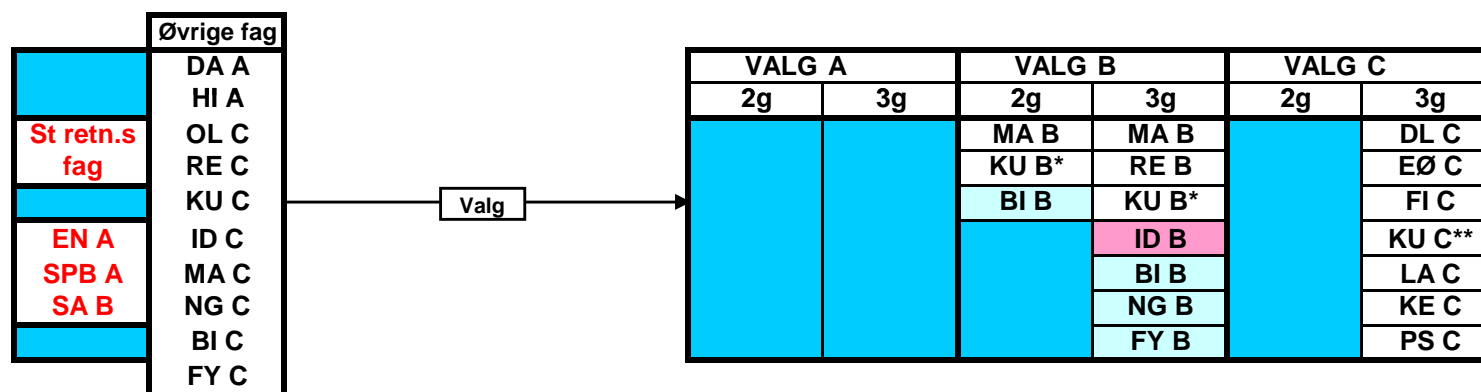 Øvrige fag
DA A
HI A
St retn.s OL C
fag RE C
KU C
EN A ID C
SPB A MA C
SA B NG C
BI C
FY C
Valg
VALG A VALG B VALG C
2g 3g 2g 3g 2g 3g
MA B MA B DL C
KU B* RE B EØ C
BI B KU B* FI C
ID B KU C**
BI B LA C
NG B KE C
FY B PS C